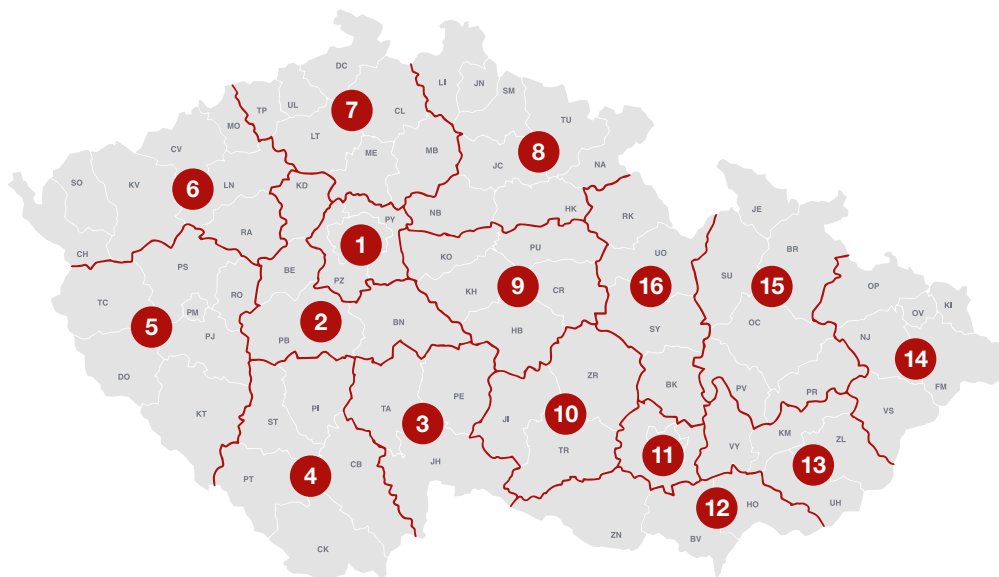 DC
LI
JN
SM
TP
UL
7
CL
TU
MO
LT
CV
ME
MB
8
JC
NA
SO
KV
6
LN
KD
NB
HK
RK
JE
PY
RA
1
PU
UO
BR
CH
KO
PS
BE
PZ
9
16
SU
15
OP
KI
TC
RO
KH
CR
PM
OV
5
2
BN
HB
SY
OC
NJ
PJ
PB
14
DO
ZR
BK
PV
PR
FM
KT
ST
PI
TA
PE
JI
10
VS
3
KM
ZL
VY
TR
11
PT
4
CB
JH
13
12
HO
UH
ZN
BV
CK